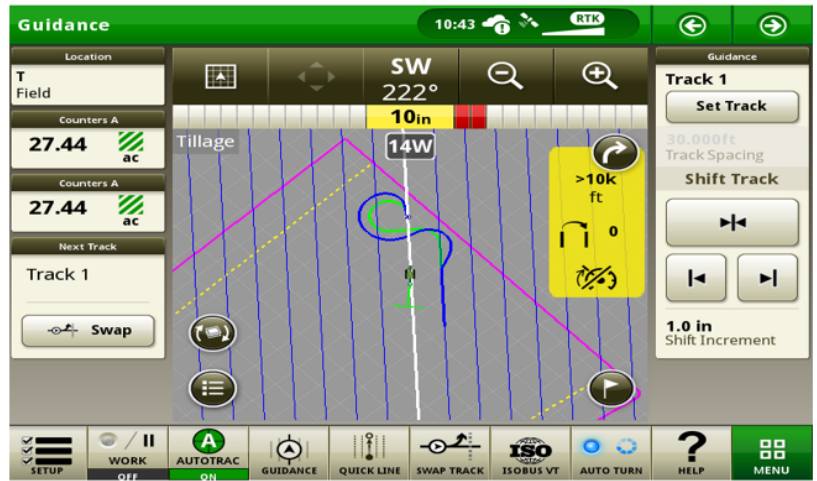 Guidance
10:43
RTK
Location
T
Field
Counters A
27.44
ac
Counters A
27.44
ac
Next Track
Track 1
Swap
SW
222°
10in
14W
Tillage
>10k
ft
0
Guidance
Track 1
Set Track
30.000ft
Track Spacing
Shift Track
1.0 in
Shift Increment
SETUP
WORK
OFF
A
AUTOTRAC
ON
GUIDANCE
QUICK LINE
SWAP TRACK
ISO
ISOBUS VT
AUTO TURN
?
HELP
MENU